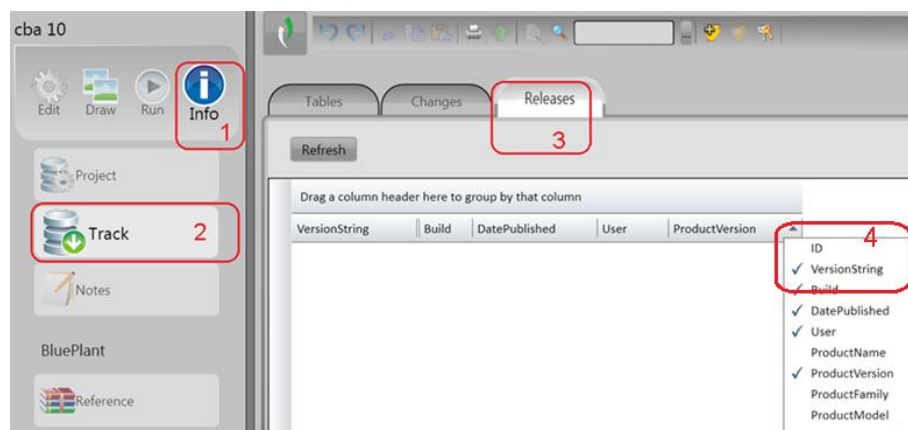 cba 10
Edit Draw Run Info
1
Tables Changes Releases
3
Refresh
Project
Drag a column header here to group by that column
VersionString Build DatePublished User ProductVersion
4
ID
VersionString
Build
DatePublished
User
ProductName
ProductVersion
ProductFamily
ProductModel
Track 2
Notes
BluePlant
Reference